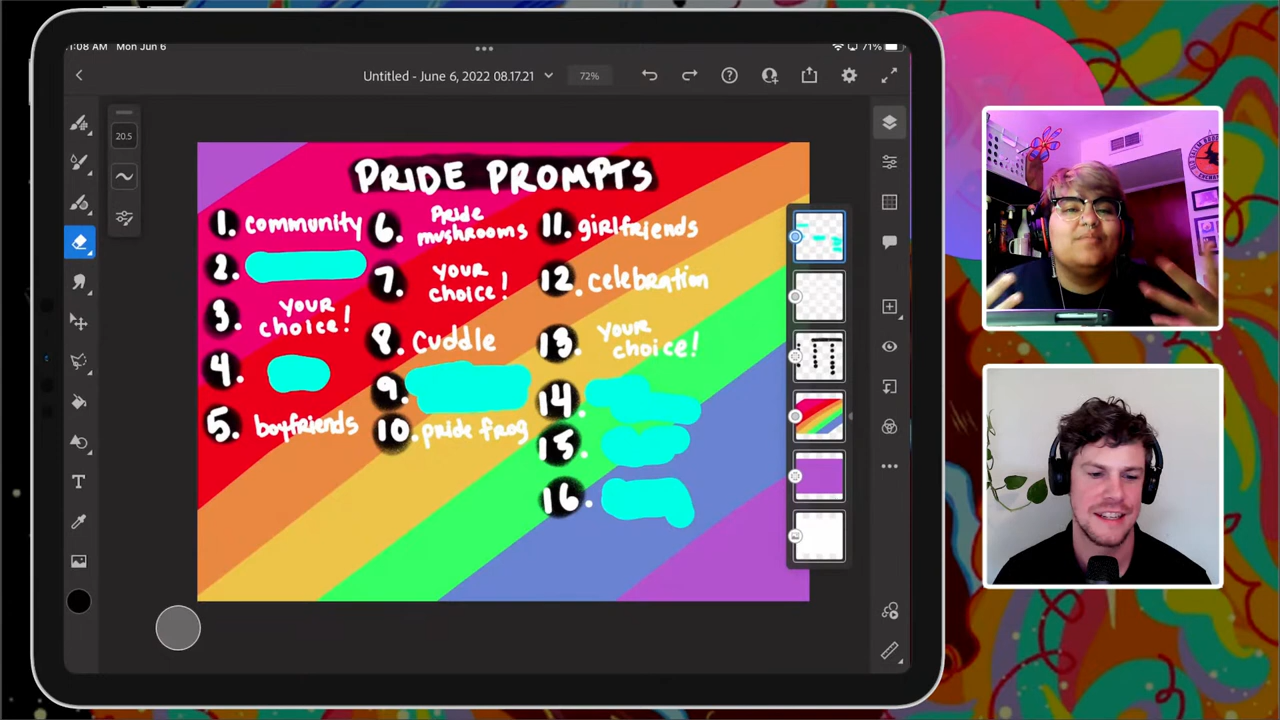 1:08 AM Mon Jun 6
71%
Untitled - June 6, 2022 08.17.21
72%
20.5
PRIDE PROMPTS
1. community
2.
3. YOUR
choice!
4.
5. boyfriends
6. Pride
mushrooms
7. YOUR
choice!
8. Cuddle
9.
10. pride frog
11. girlfriends
12. celebration
13. YOUR
choice!
14.
15.
16.
T